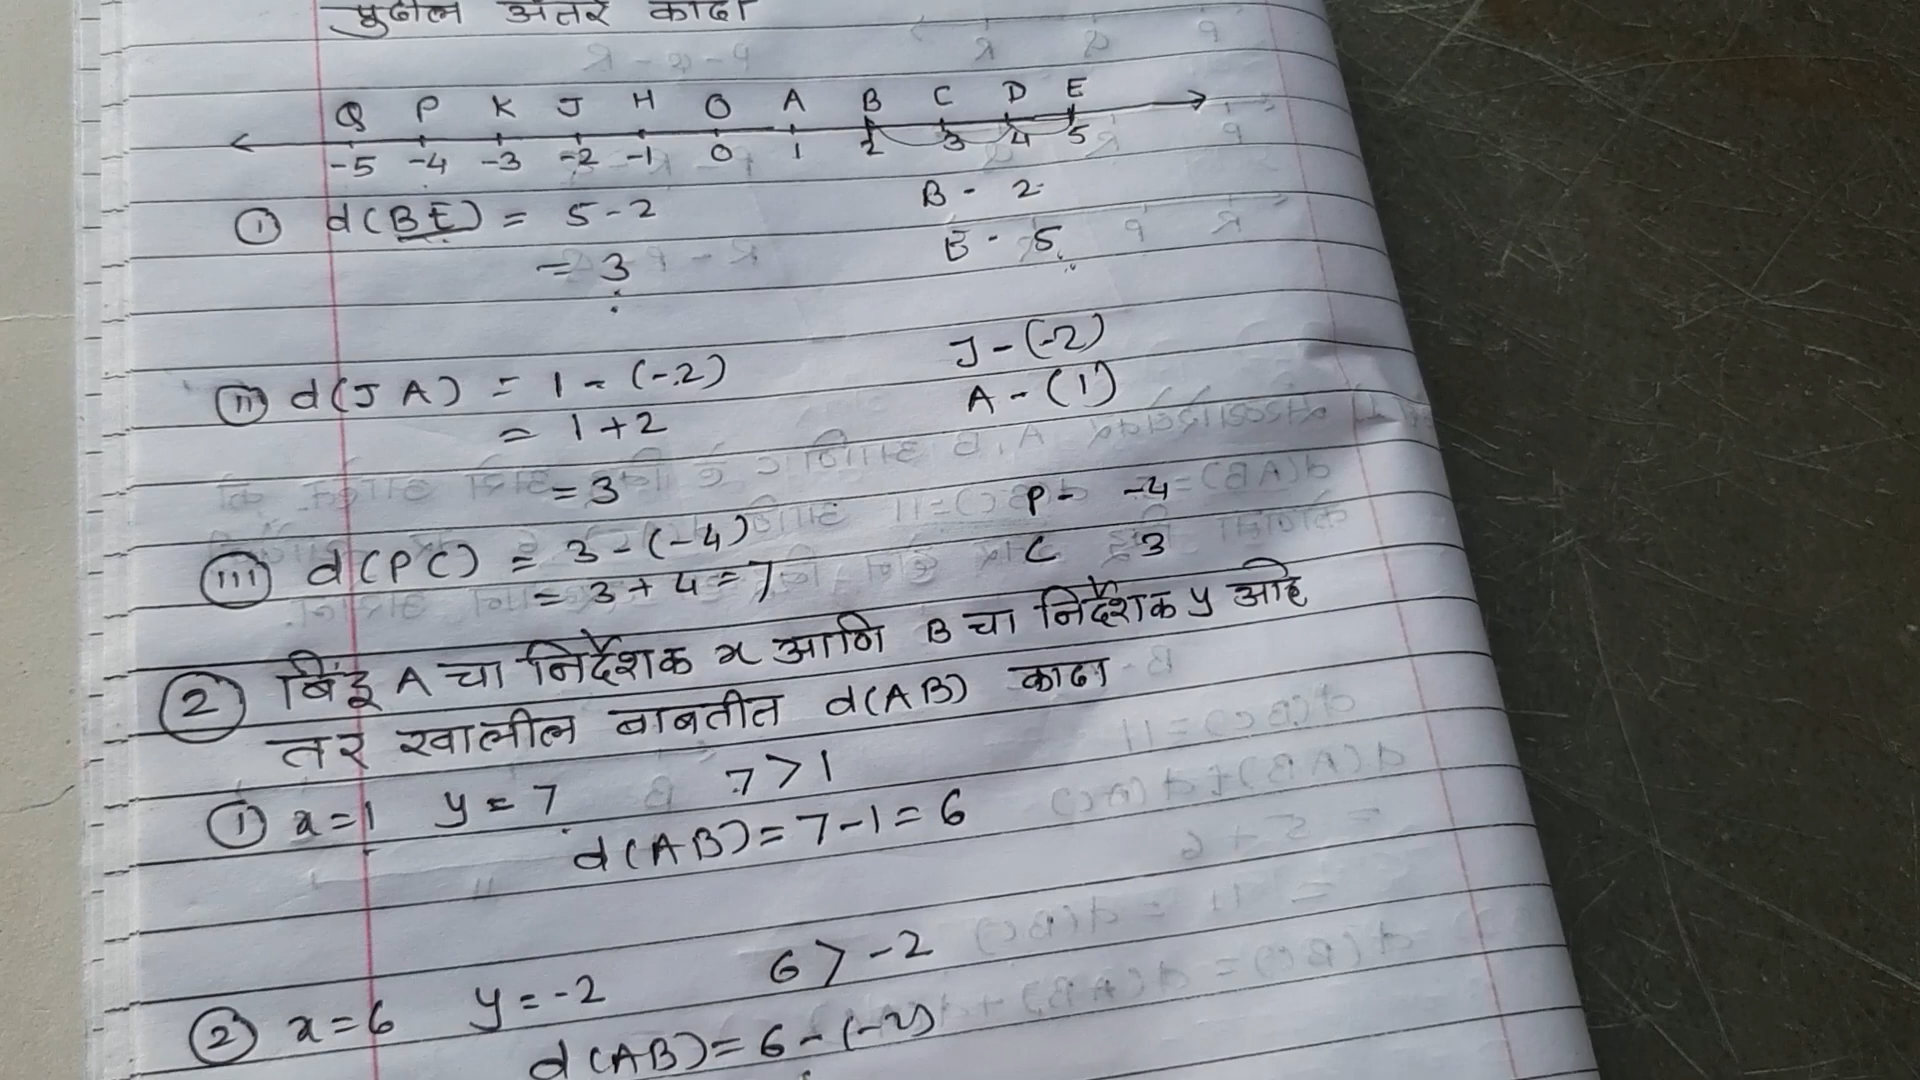 पुढील अंतरे काढा
Q P K J H O A B C D E
-5 -4 -3 -2 -1 0 1 2 3 4 5
① d(BE) = 5-2 B - 2
= 3 E - 5
② d(JA) = 1 - (-2) J - (-2)
= 1+2 A - (1)
= 3 P - -4
③ d(PC) = 3 - (-4) C 3
= 3 + 4 = 7
② बिंदू A चा निर्देशक x आणि B चा निर्देशक y आहे
तर खालील बाबतीत d(AB) काढा
① x=1 y=7 7>1
d(AB)=7-1=6
② x=6 y=-2 6>-2
d(AB)=6-(-2)